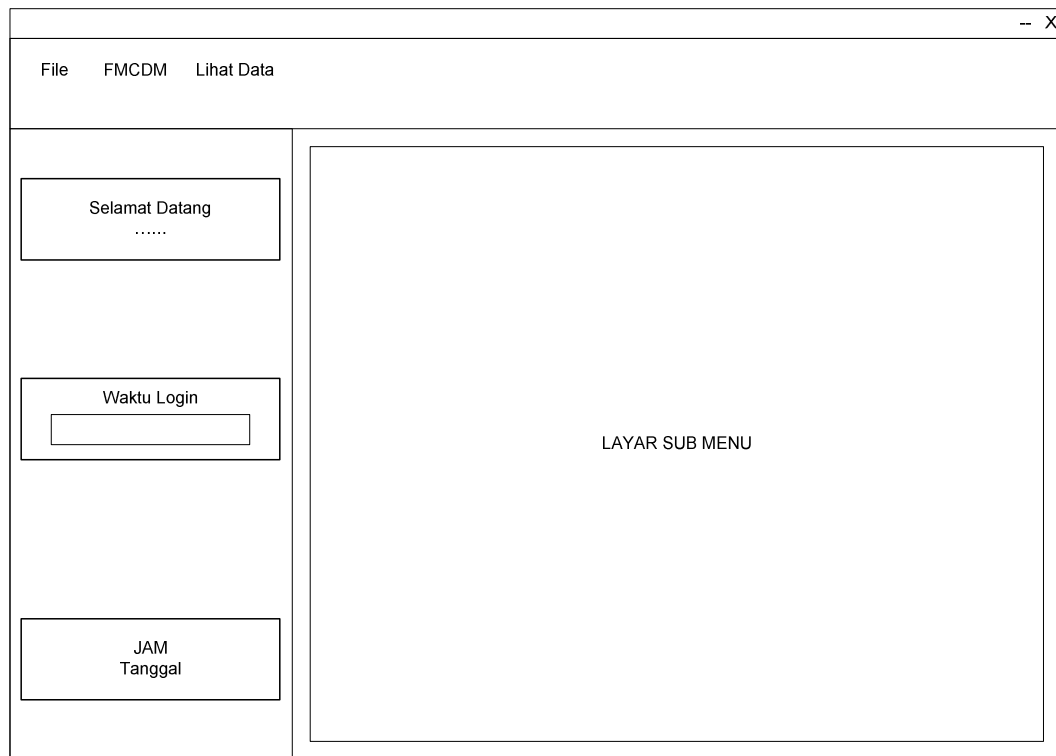 -- X
File FMCDM Lihat Data
Selamat Datang
......
Waktu Login
LAYAR SUB MENU
JAM
Tanggal